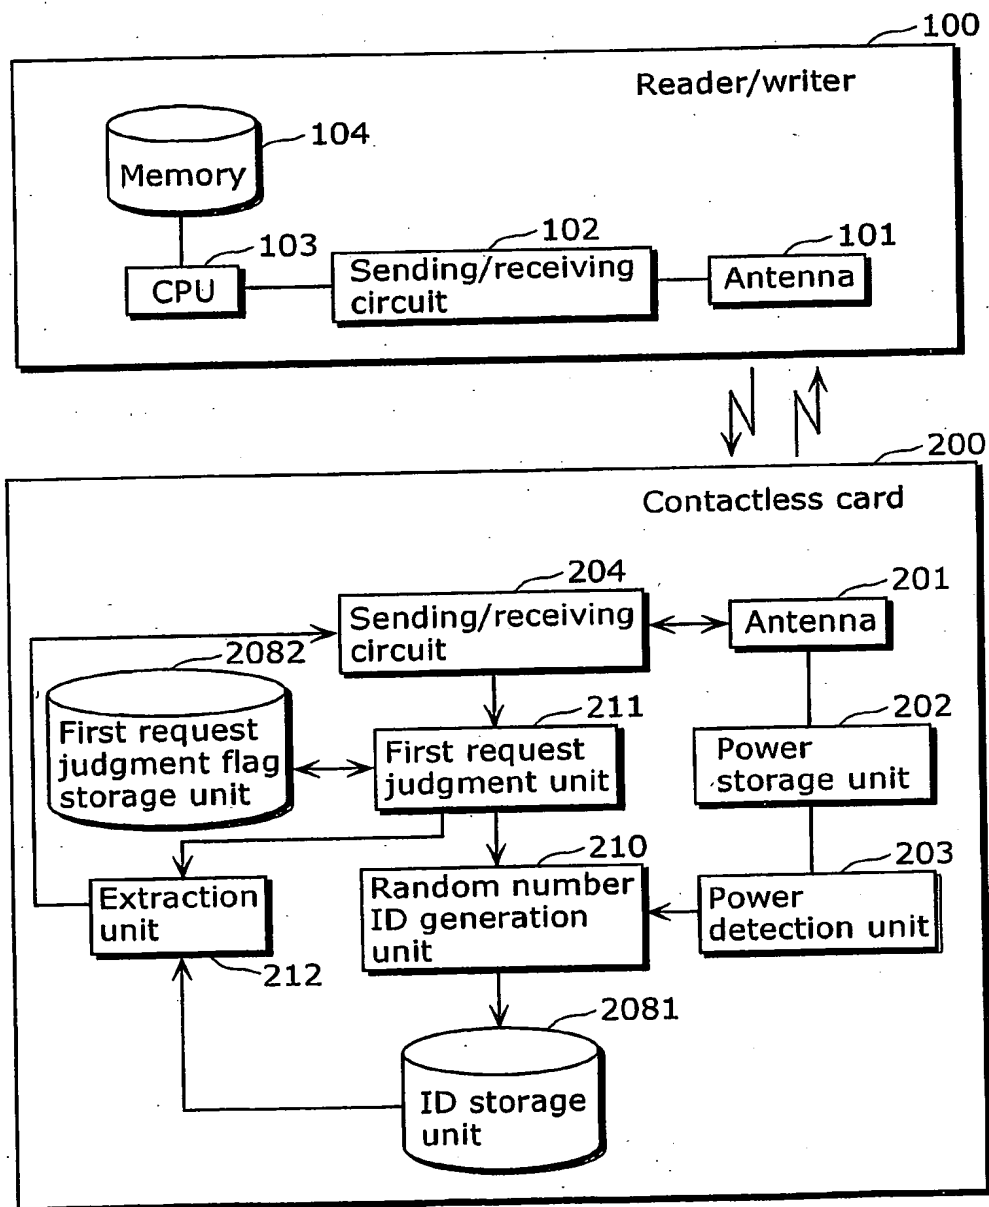 100
Reader/writer
104
Memory
103
CPU
102
Sending/receiving
circuit
101
Antenna
200
Contactless card
204
Sending/receiving
circuit
201
Antenna
2082
First request
judgment flag
storage unit
211
First request
judgment unit
202
Power
storage unit
210
Random number
ID generation
unit
203
Power
detection unit
Extraction
unit
212
2081
ID storage
unit